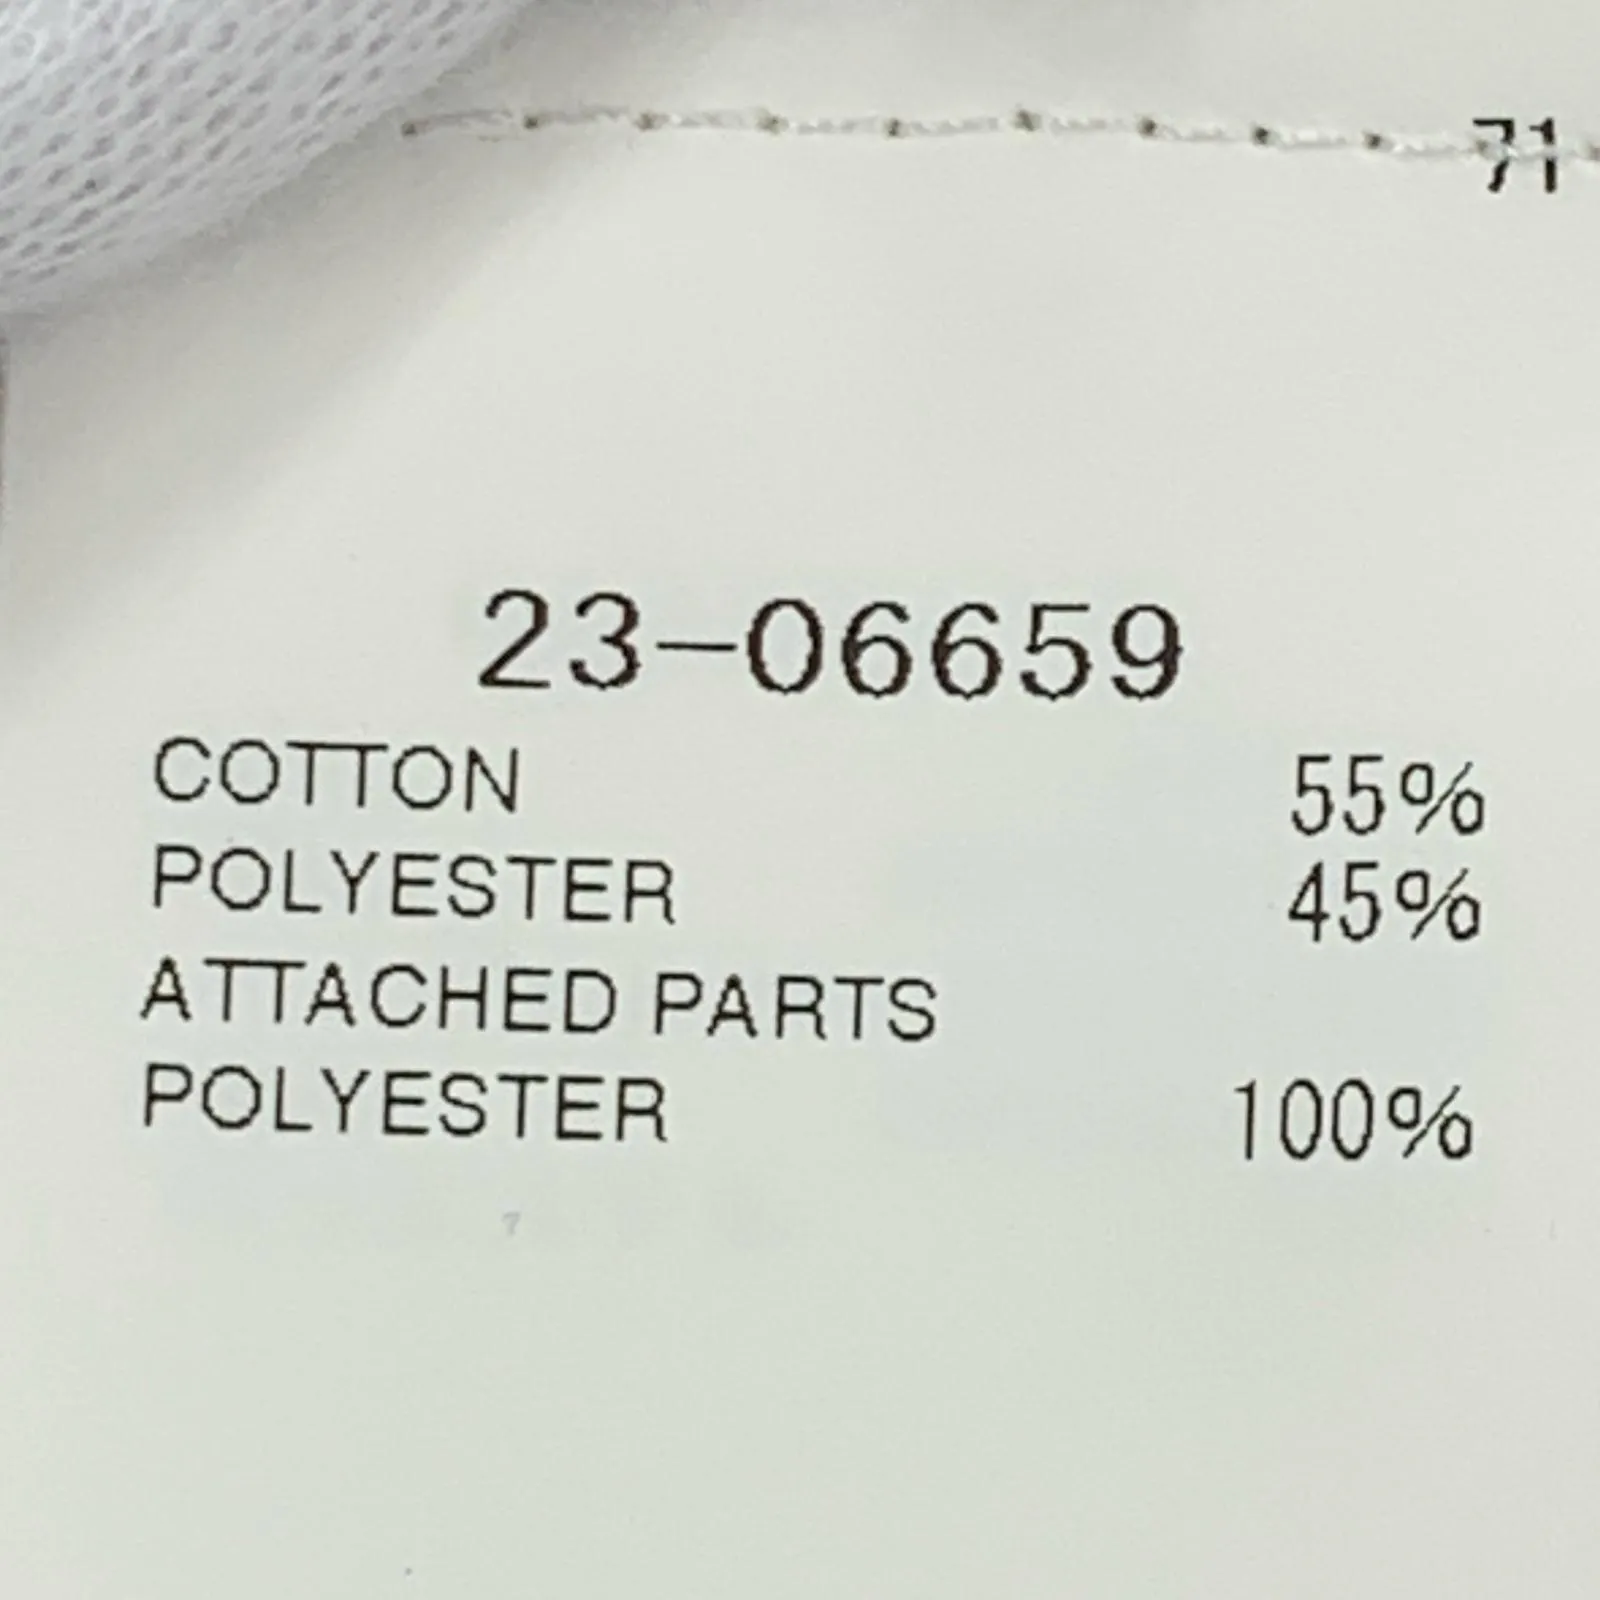 71
23-06659
COTTON 55%
POLYESTER 45%
ATTACHED PARTS
POLYESTER 100%